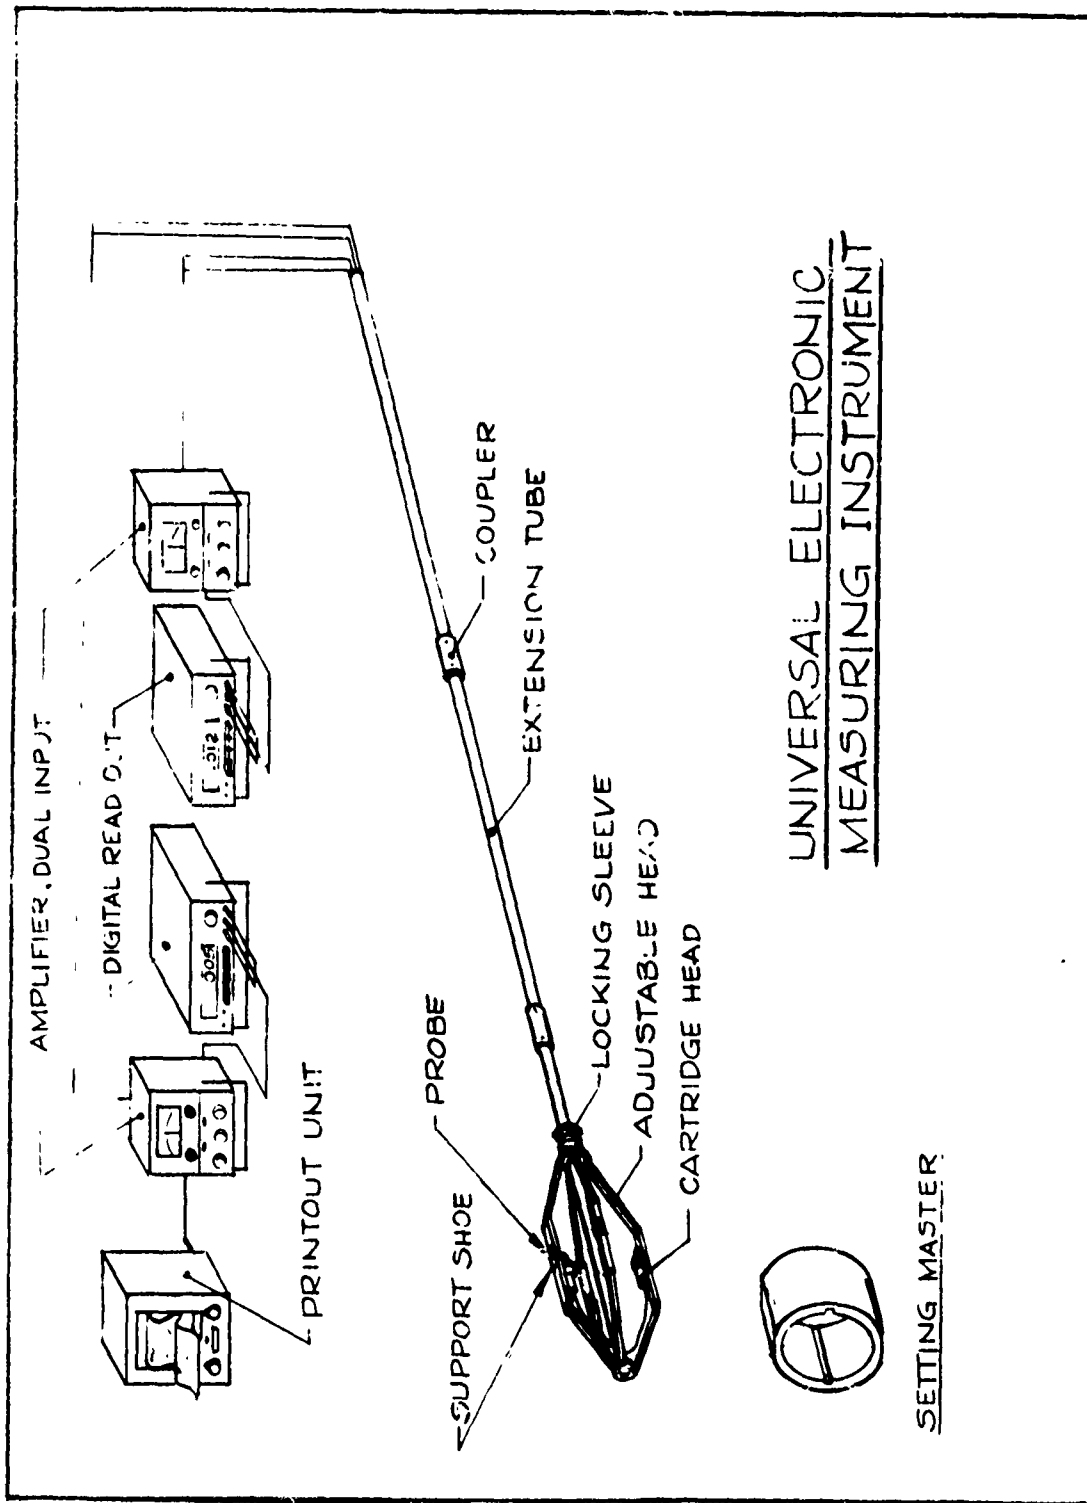 AMPLIFIER, DUAL INPUT
DIGITAL READ OUT
PRINTOUT UNIT
SUPPORT SHOE
PROBE
COUPLER
EXTENSION TUBE
LOCKING SLEEVE
ADJUSTABLE HEAD
CARTRIDGE HEAD
SETTING MASTER
UNIVERSAL ELECTRONIC
MEASURING INSTRUMENT